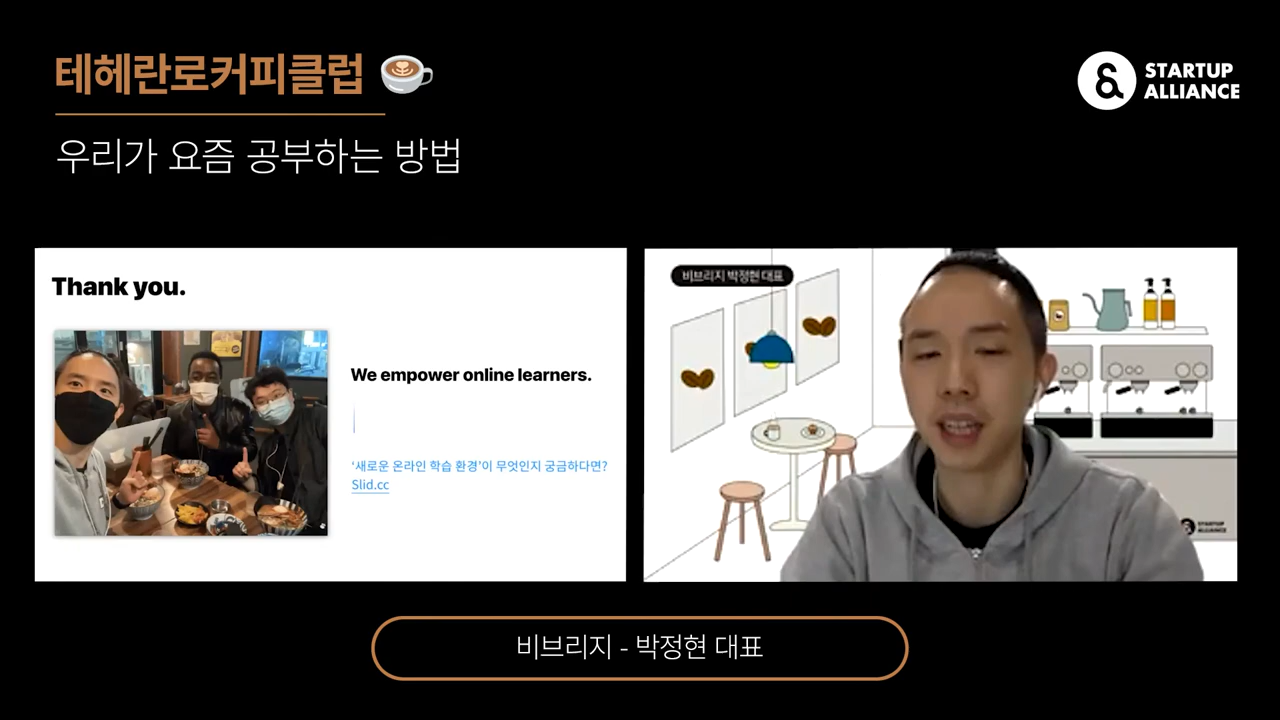 테헤란로커피클럽
STARTUP
ALLIANCE
우리가 요즘 공부하는 방법
Thank you.
We empower online learners.
'새로운 온라인 학습 환경'이 무엇인지 궁금하다면?
Slid.cc
비브리지 박정현 대표
STARTUP
ALLIANCE
비브리지 - 박정현 대표